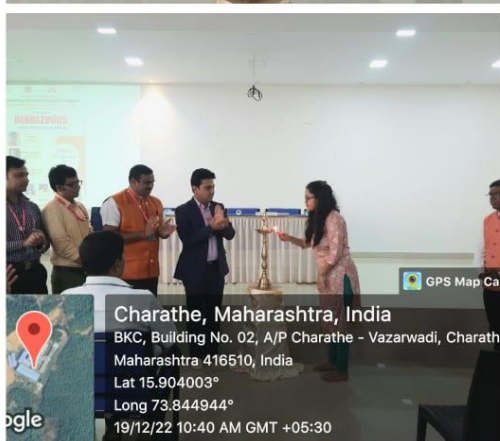 RENDEZVOUS
GPS Map Ca
Charathe, Maharashtra, India
BKC, Building No. 02, A/P Charathe - Vazarwadi, Charath
Maharashtra 416510, India
Lat 15.904003°
Long 73.844944°
19/12/22 10:40 AM GMT +05:30
ogle